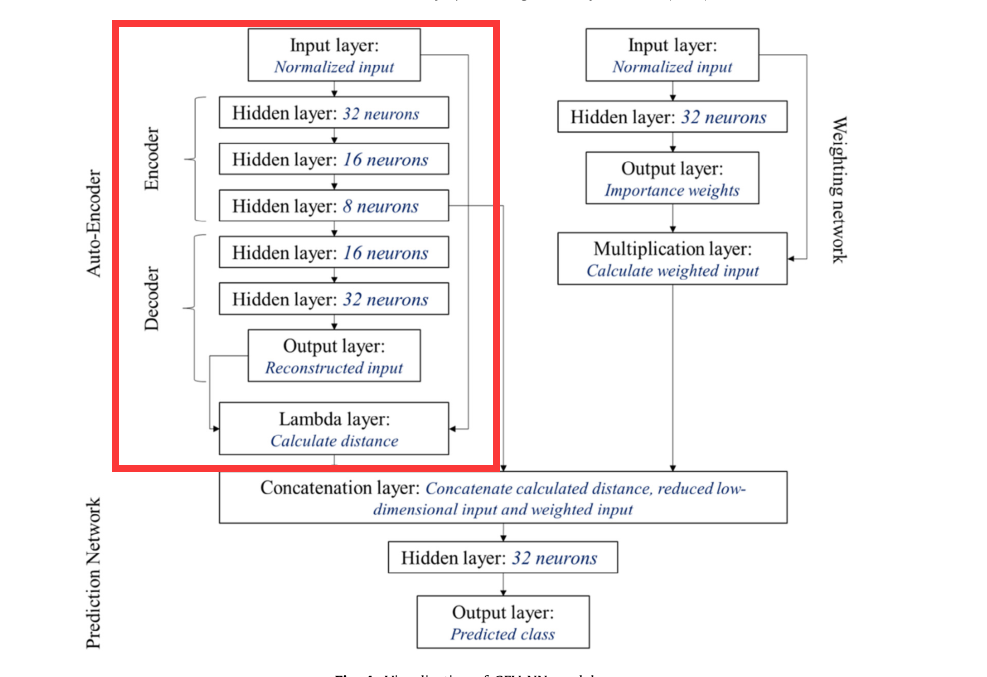 Input layer:
Normalized input
Hidden layer: 32 neurons
Hidden layer: 16 neurons
Hidden layer: 8 neurons
Hidden layer: 16 neurons
Hidden layer: 32 neurons
Output layer:
Reconstructed input
Lambda layer:
Calculate distance
Encoder
Decoder
Auto-Encoder
Input layer:
Normalized input
Hidden layer: 32 neurons
Output layer:
Importance weights
Multiplication layer:
Calculate weighted input
Weighting network
Concatenation layer: Concatenate calculated distance, reduced low-
dimensional input and weighted input
Hidden layer: 32 neurons
Output layer:
Predicted class
Prediction Network